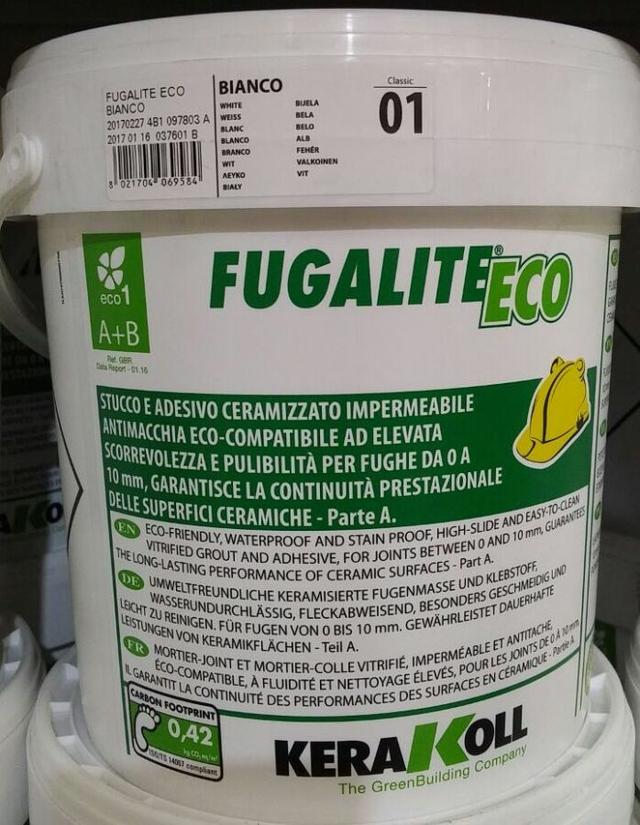 FUGALITE ECO
BIANCO
20170227 4B1 097803 A
2017 01 16 037601 B
8 021704 069584
BIANCO
WHITE
WEISS
BLANC
BLANCO
BRANCO
WIT
ΛΕΥΚΟ
BIAŁY
BIJELA
BELA
BELO
ALB
FEHÉR
VALKOINEN
VIT
Classic
01
eco 1
A+B
Ref. GBR
Data Report - 01.16
FUGALITE® ECO
STUCCO E ADESIVO CERAMIZZATO IMPERMEABILE
ANTIMACCHIA ECO-COMPATIBILE AD ELEVATA
SCORREVOLEZZA E PULIBILITÀ PER FUGHE DA 0 A
10 mm, GARANTISCE LA CONTINUITÀ PRESTAZIONALE
DELLE SUPERFICI CERAMICHE - Parte A.
EN ECO-FRIENDLY, WATERPROOF AND STAIN PROOF, HIGH-SLIDE AND EASY-TO-CLEAN
VITRIFIED GROUT AND ADHESIVE, FOR JOINTS BETWEEN 0 AND 10 mm, GUARANTEES
THE LONG-LASTING PERFORMANCE OF CERAMIC SURFACES - Part A.
DE UMWELTFREUNDLICHE KERAMISIERTE FUGENMASSE UND KLEBSTOFF,
WASSERUNDURCHLÄSSIG, FLECKABWEISEND, BESONDERS GESCHMEIDIG UND
LEICHT ZU REINIGEN. FÜR FUGEN VON 0 BIS 10 mm. GEWÄHRLEISTET DAUERHAFTE
LEISTUNGEN VON KERAMIKFLÄCHEN - Teil A.
FR MORTIER-JOINT ET MORTIER-COLLE VITRIFIÉ, IMPERMÉABLE ET ANTITACHE,
ÉCO-COMPATIBLE, À FLUIDITÉ ET NETTOYAGE ÉLEVÉS, POUR LES JOINTS DE 0 À 10 mm.
IL GARANTIT LA CONTINUITÉ DES PERFORMANCES DES SURFACES EN CÉRAMIQUE - Partie A.
CARBON FOOTPRINT
0,42
kg CO₂ eq/m²
ISO/TS 14067 compliant
KERAKOLL
The GreenBuilding Company